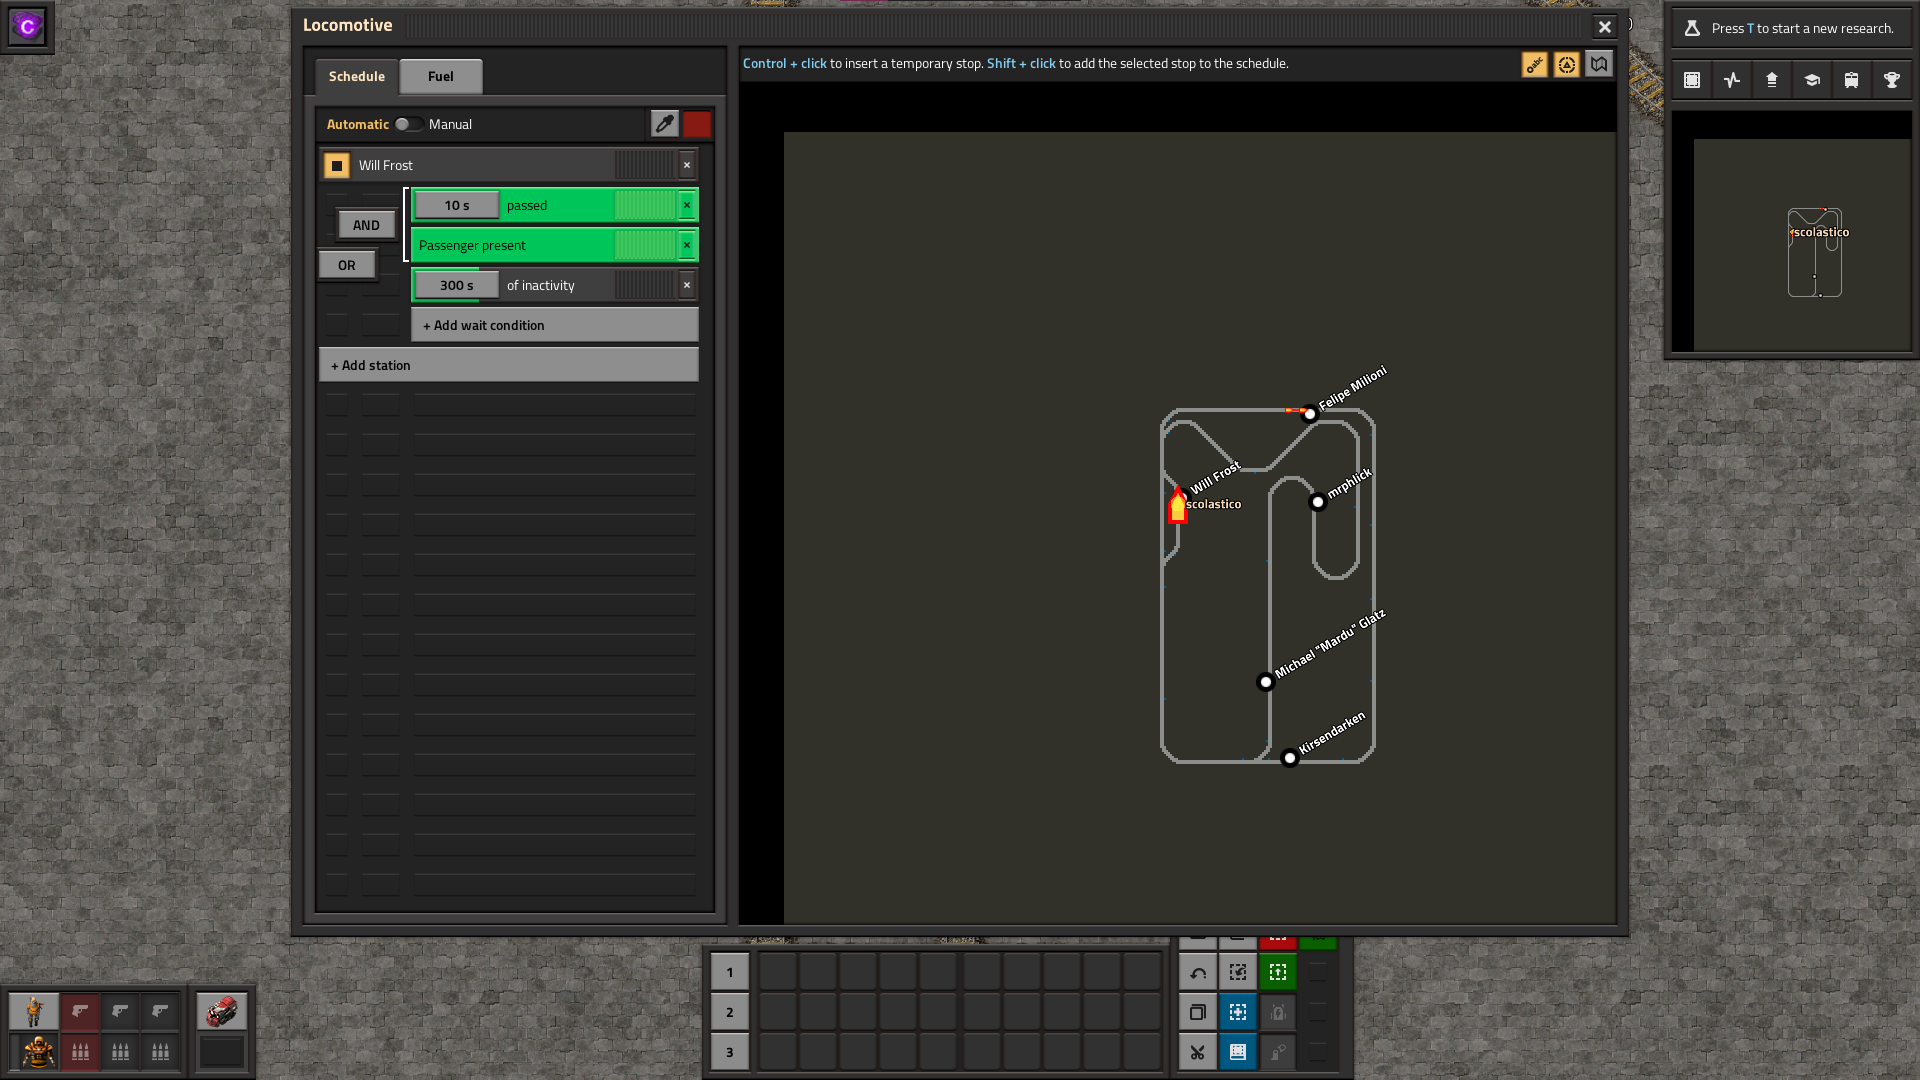 Locomotive
Schedule
Fuel
Control + click to insert a temporary stop. Shift + click to add the selected stop to the schedule.
Automatic
Manual
Will Frost
10 s
passed
AND
Passenger present
OR
300 s
of inactivity
+ Add wait condition
+ Add station
Felipe Milioni
Will Frost
mrphlick
scolastico
Michael "Mardu" Glatz
Kirsendarken
Press T to start a new research.
scolastico
C
1
2
3